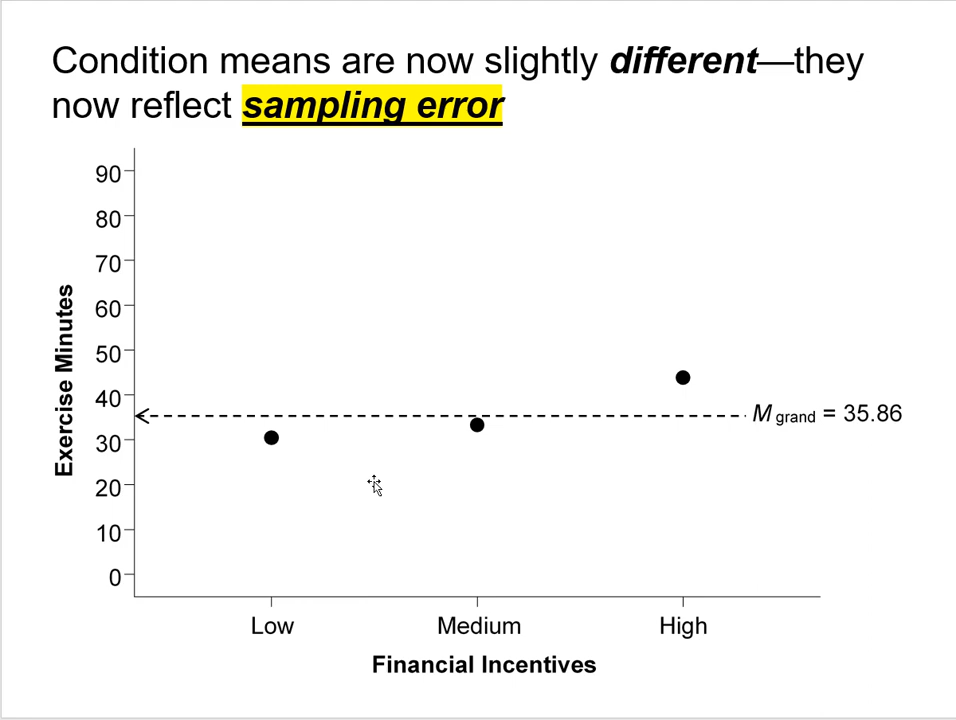 Condition means are now slightly different—they
now reflect sampling error
90
80
70
60
50
40
30
20
10
0
Exercise Minutes
M grand = 35.86
Low Medium High
Financial Incentives